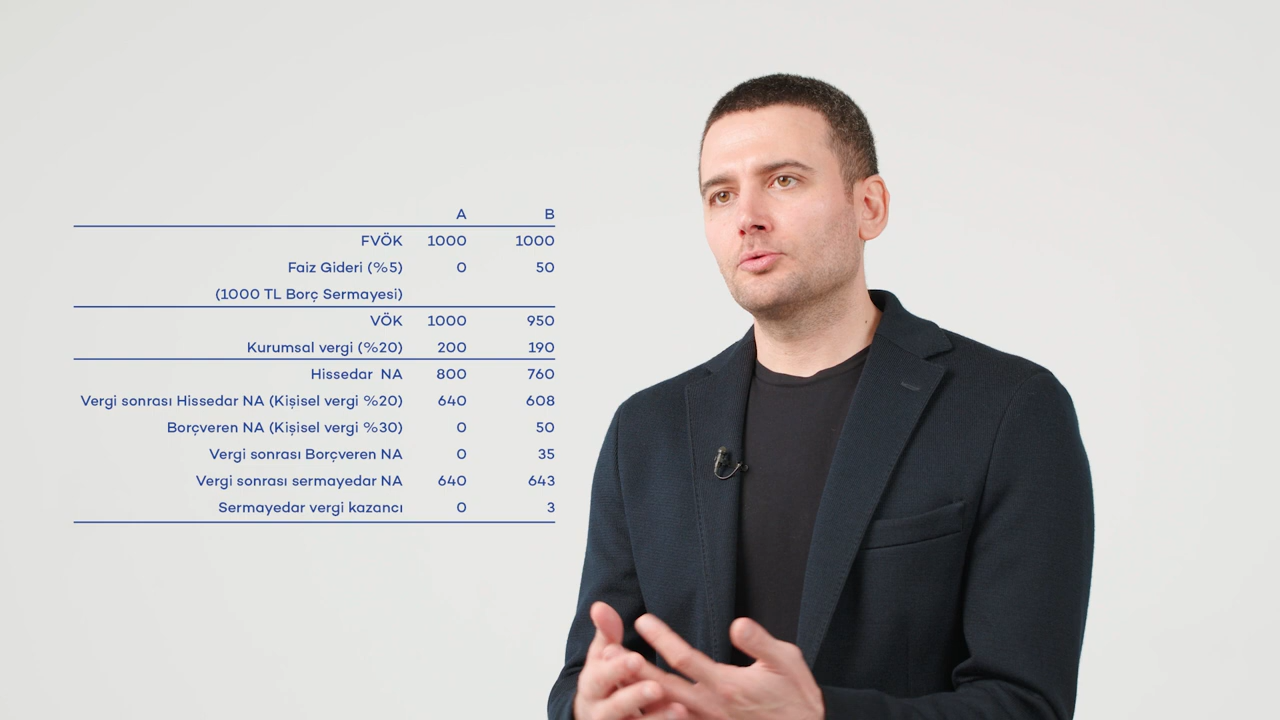 A B
FVÖK 1000 1000
Faiz Gideri (%5) 0 50
(1000 TL Borç Sermayesi)
VÖK 1000 950
Kurumsal vergi (%20) 200 190
Hissedar NA 800 760
Vergi sonrası Hissedar NA (Kişisel vergi %20) 640 608
Borçveren NA (Kişisel vergi %30) 0 50
Vergi sonrası Borçveren NA 0 35
Vergi sonrası sermayedar NA 640 643
Sermayedar vergi kazancı 0 3